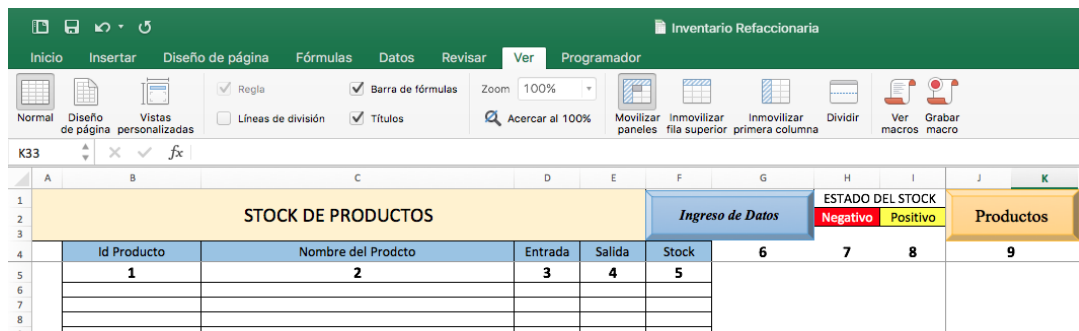 Inventario Refaccionaria
Inicio Insertar Diseño de página Fórmulas Datos Revisar Ver Programador
Regla Barra de fórmulas Zoom 100%
Líneas de división Títulos Acercar al 100%
Normal Diseño de página Vistas personalizadas Movilizar paneles Inmovilizar fila superior Inmovilizar primera columna Dividir Ver macros Grabar macro
K33 fx
A B C D E F G H I J K
1 ESTADO DEL STOCK
2 STOCK DE PRODUCTOS Ingreso de Datos Negativo Positivo Productos
3
4 Id Producto Nombre del Prodcto Entrada Salida Stock 6 7 8 9
5 1 2 3 4 5
6
7
8